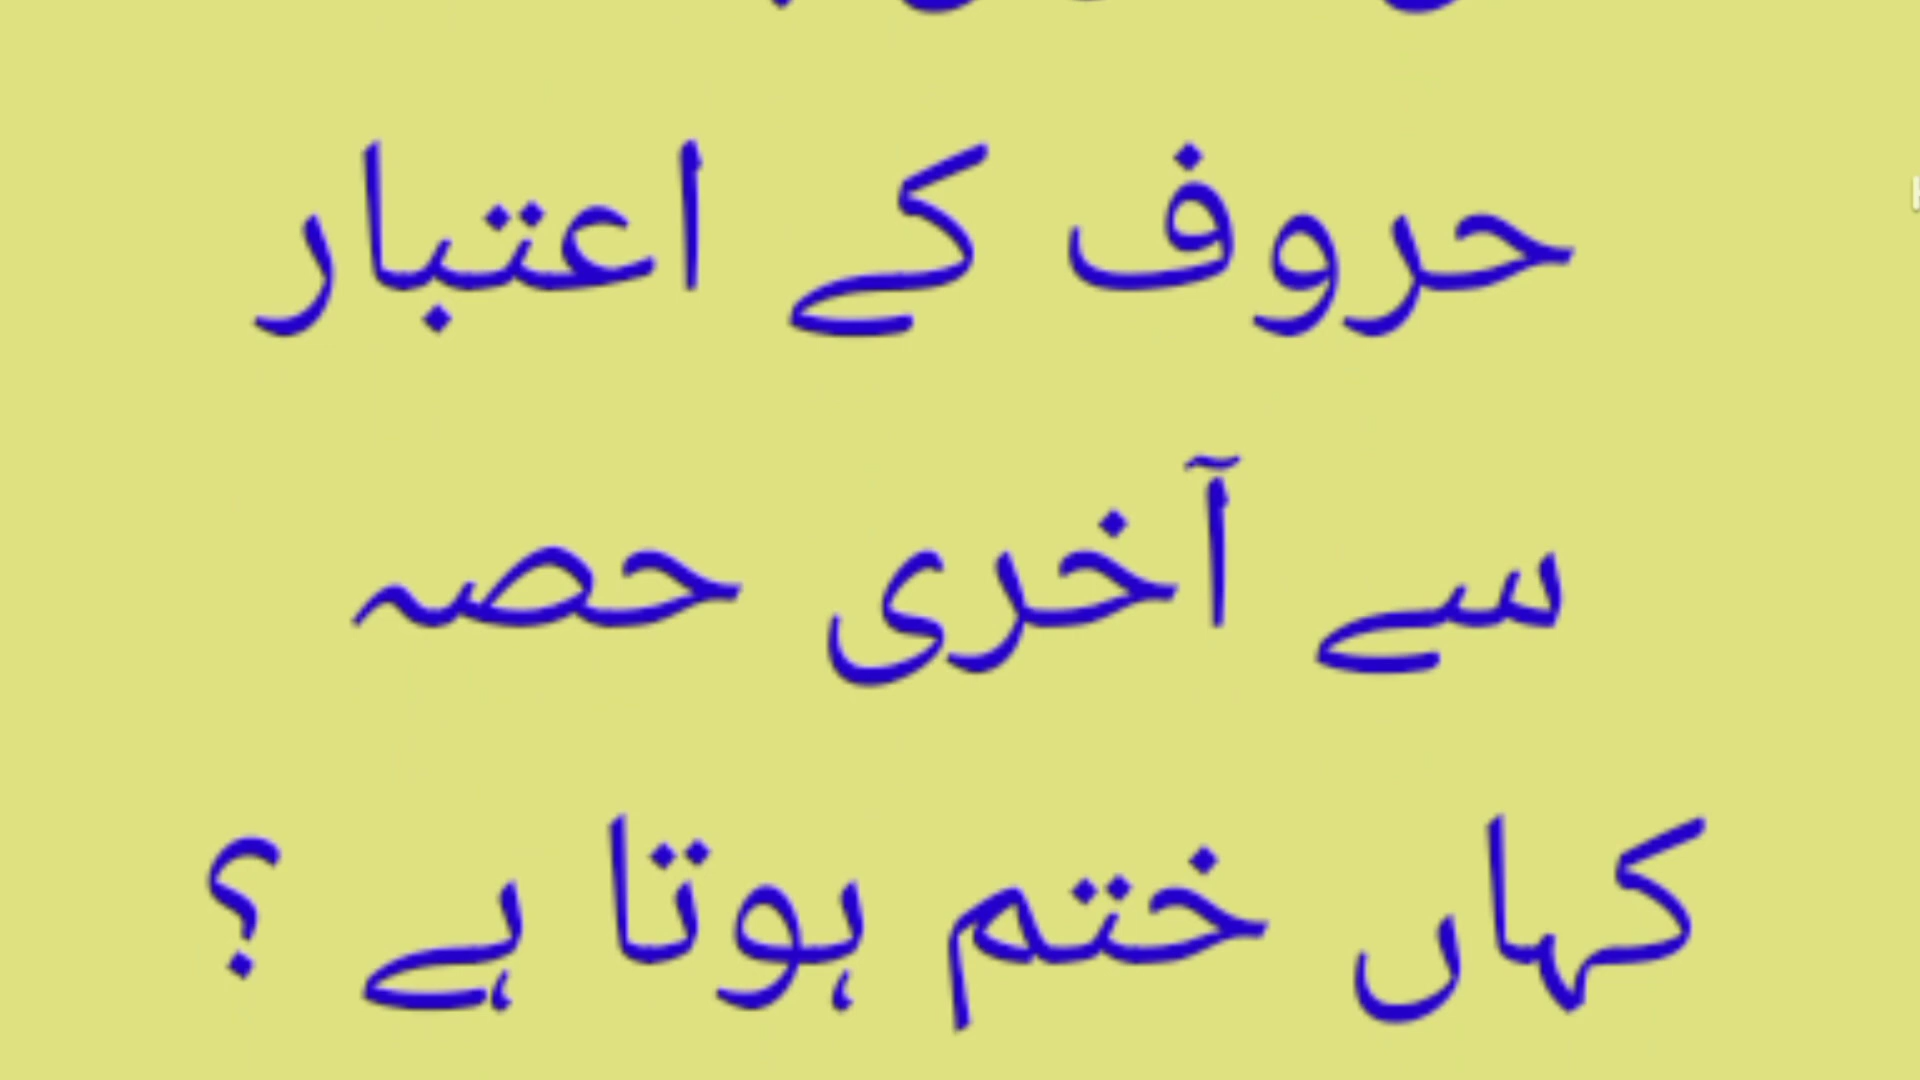 حروف کے اعتبار
سے آخری حصہ
کہاں ختم ہوتا ہے ؟